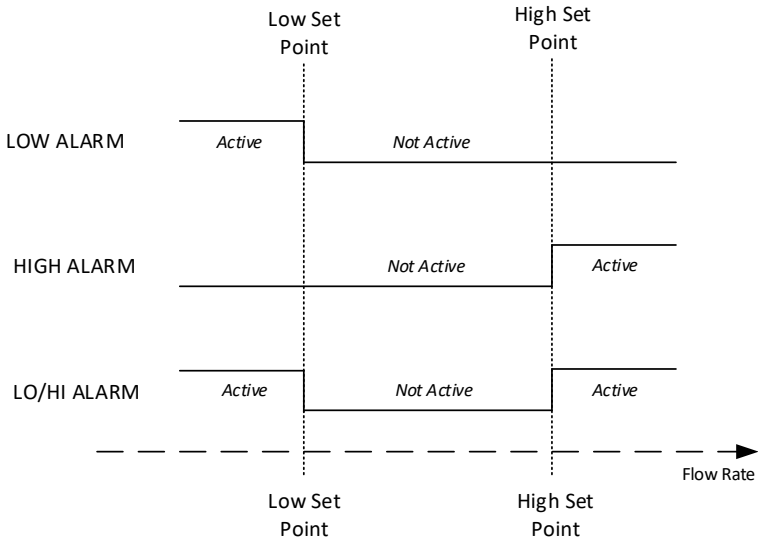 Low Set
Point
High Set
Point
LOW ALARM
Active
Not Active
HIGH ALARM
Not Active
Active
LO/HI ALARM
Active
Not Active
Active
Flow Rate
Low Set
Point
High Set
Point